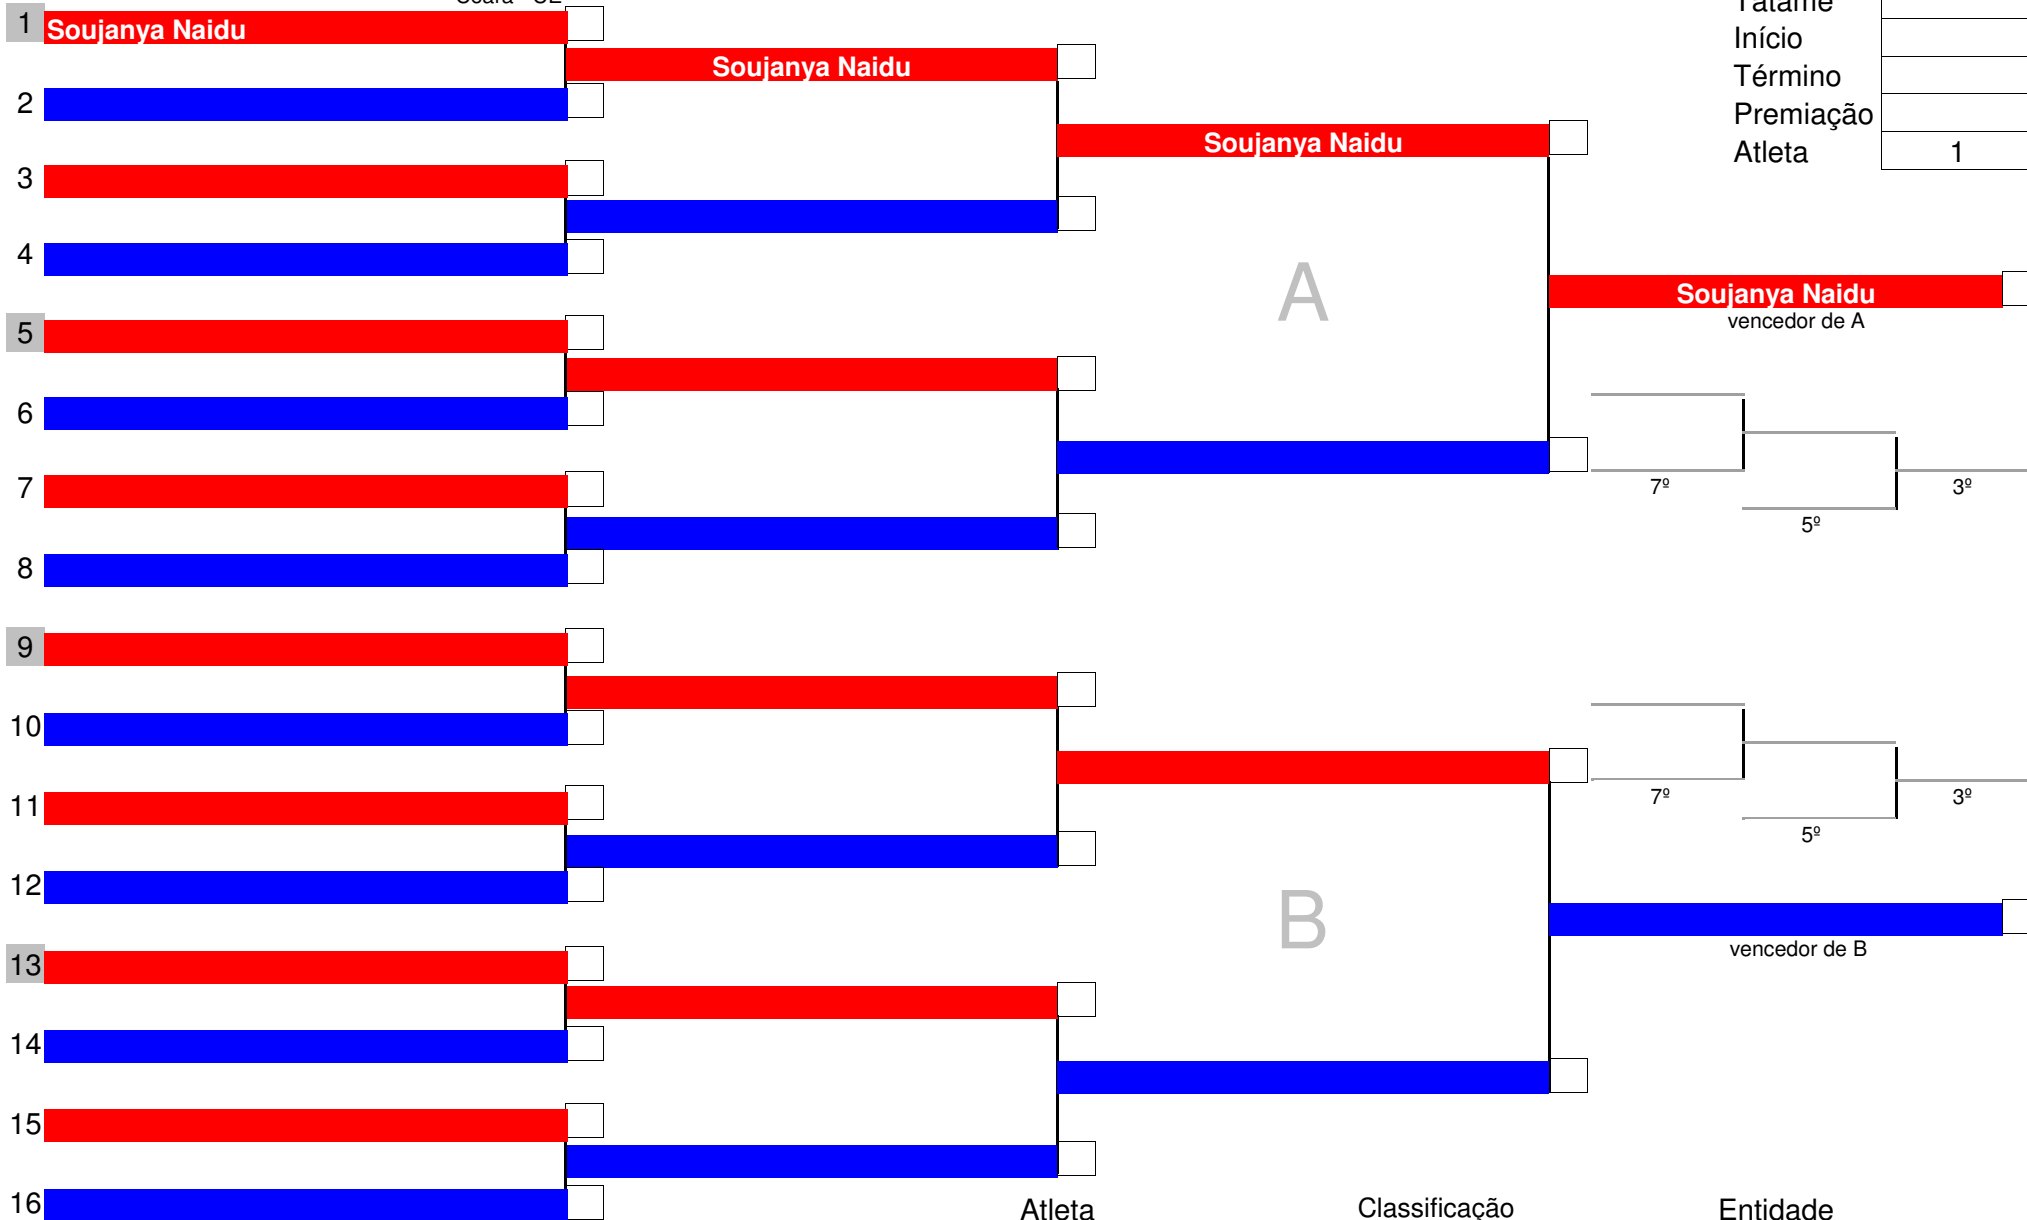 Tatame
1 Soujanya Naidu
Soujanya Naidu
Início
Término
2
Premiação
Soujanya Naidu
Atleta 1
3
4
A
Soujanya Naidu
vencedor de A
5
6
7
7º 3º
5º
8
9
10
11
7º 3º
5º
12
B
vencedor de B
13
14
15
16
Atleta Classificação Entidade